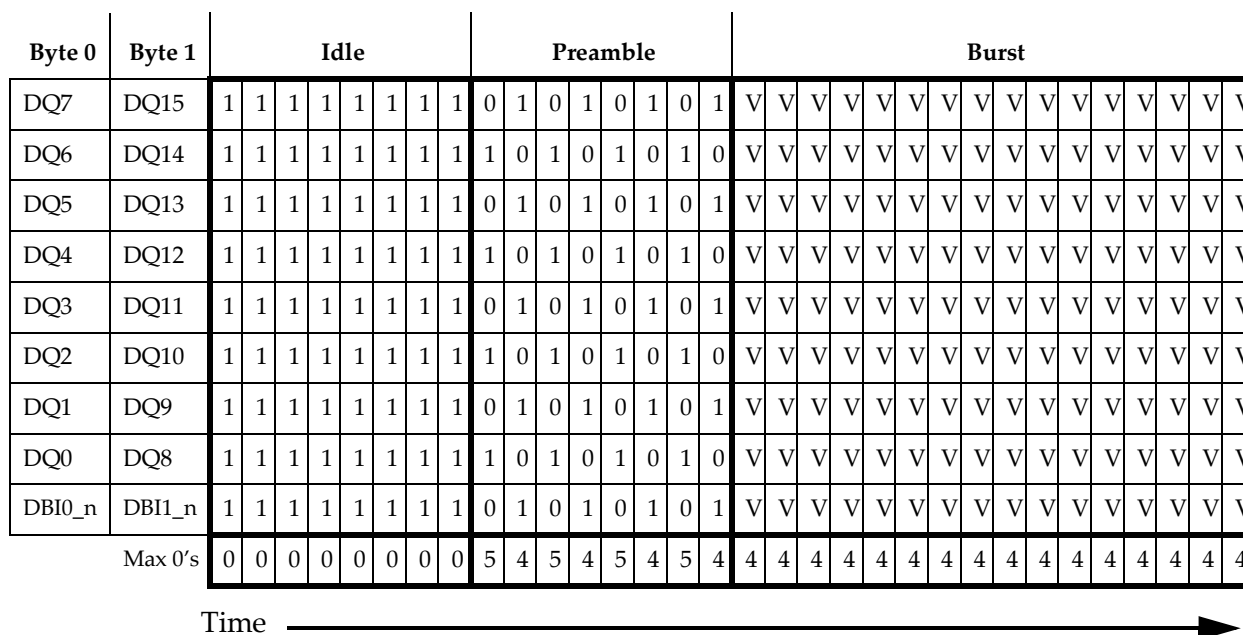 Byte 0 Byte 1 Idle Preamble Burst
DQ7 DQ15 1 1 1 1 1 1 1 1 0 1 0 1 0 1 0 1 V V V V V V V V V V V V V V V V
DQ6 DQ14 1 1 1 1 1 1 1 1 1 0 1 0 1 0 1 0 V V V V V V V V V V V V V V V V
DQ5 DQ13 1 1 1 1 1 1 1 1 0 1 0 1 0 1 0 1 V V V V V V V V V V V V V V V V
DQ4 DQ12 1 1 1 1 1 1 1 1 1 0 1 0 1 0 1 0 V V V V V V V V V V V V V V V V
DQ3 DQ11 1 1 1 1 1 1 1 1 0 1 0 1 0 1 0 1 V V V V V V V V V V V V V V V V
DQ2 DQ10 1 1 1 1 1 1 1 1 1 0 1 0 1 0 1 0 V V V V V V V V V V V V V V V V
DQ1 DQ9 1 1 1 1 1 1 1 1 0 1 0 1 0 1 0 1 V V V V V V V V V V V V V V V V
DQ0 DQ8 1 1 1 1 1 1 1 1 1 0 1 0 1 0 1 0 V V V V V V V V V V V V V V V V
DBI0_n DBI1_n 1 1 1 1 1 1 1 1 0 1 0 1 0 1 0 1 V V V V V V V V V V V V V V V V
Max 0's 0 0 0 0 0 0 0 0 5 4 5 4 5 4 5 4 4 4 4 4 4 4 4 4 4 4 4 4 4 4 4 4
Time